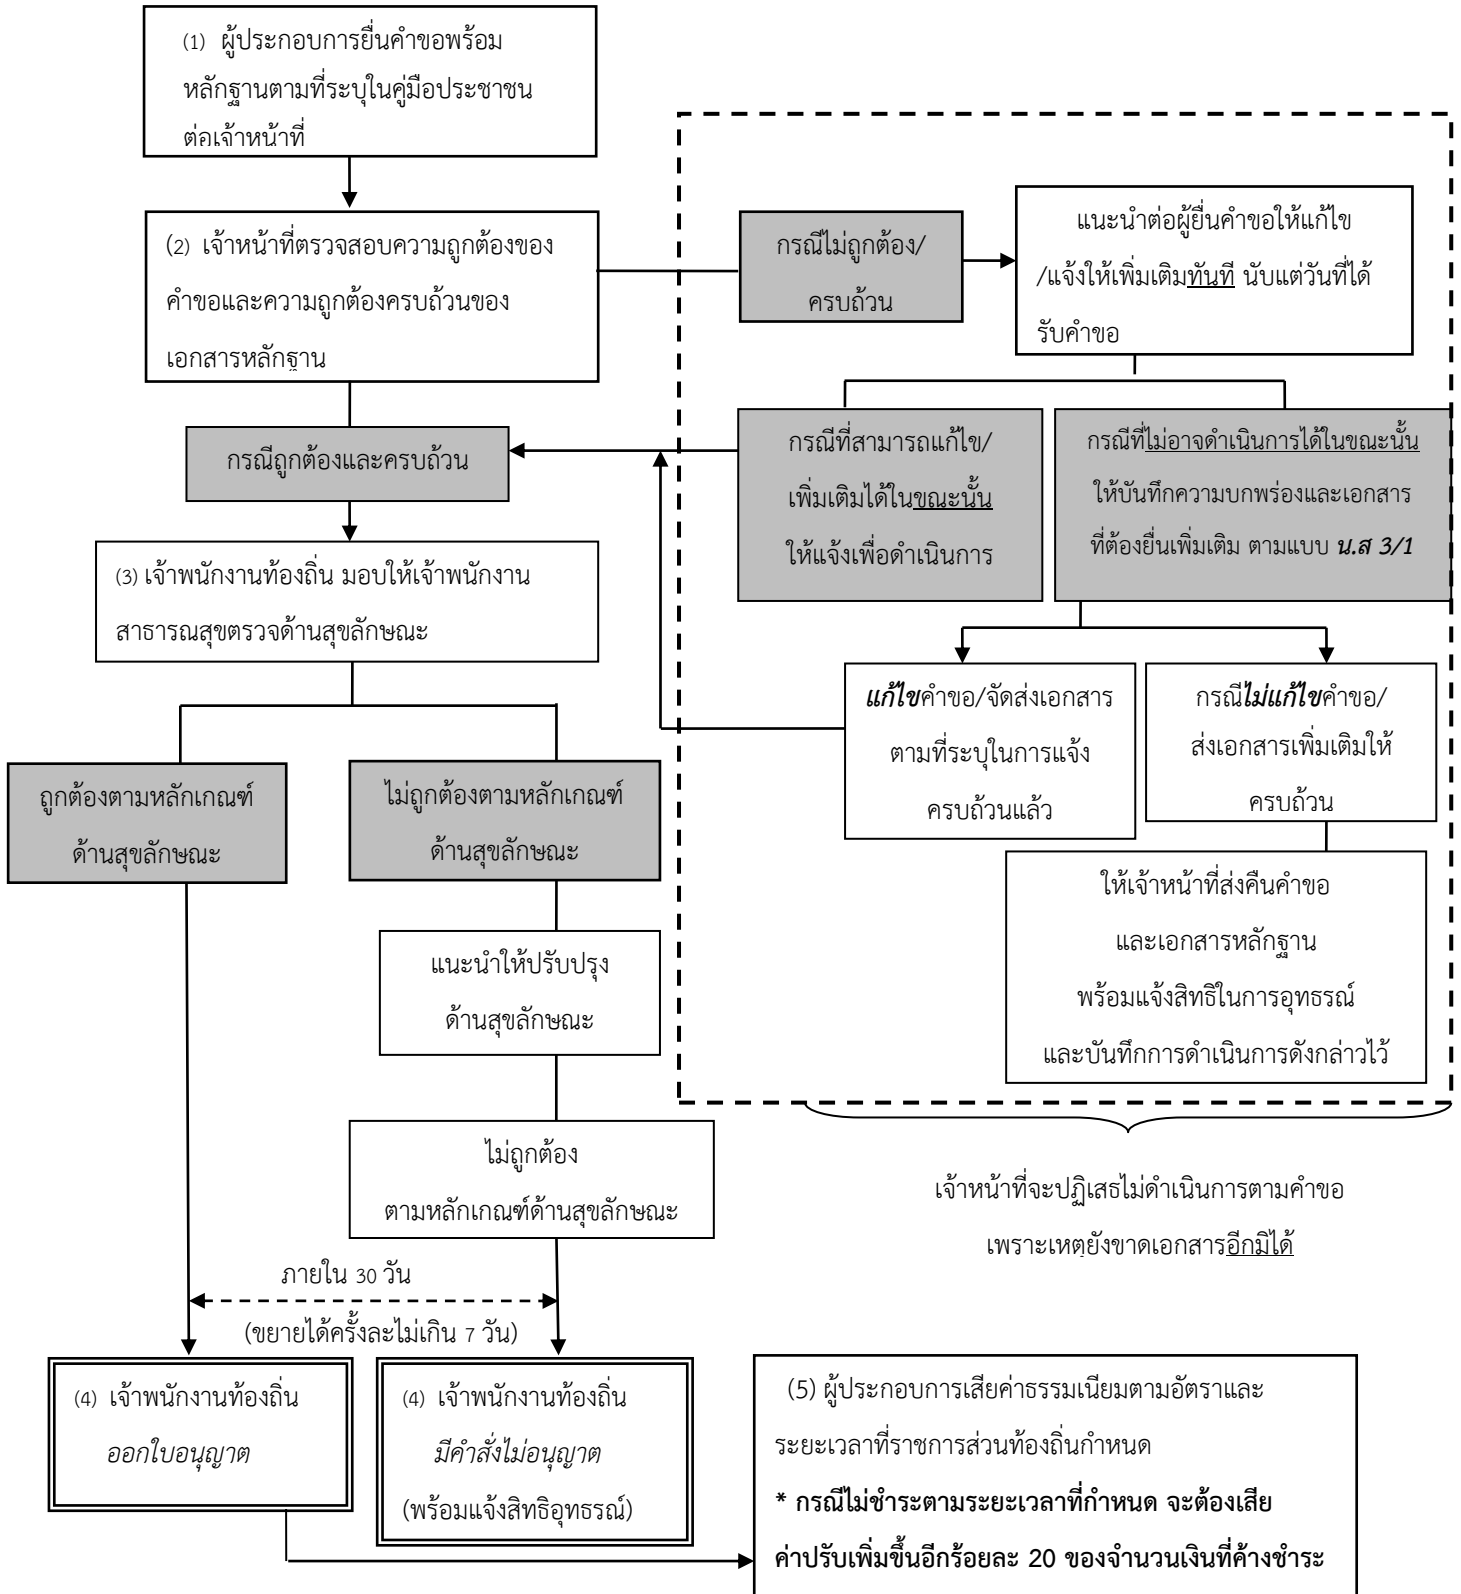 (1) ผู้ประกอบการยื่นคำขอพร้อม
หลักฐานตามที่ระบุในคู่มือประชาชน
ต่อเจ้าหน้าที่
(2) เจ้าหน้าที่ตรวจสอบความถูกต้องของ
คำขอและความถูกต้องครบถ้วนของ
เอกสารหลักฐาน
กรณีไม่ถูกต้อง/
ครบถ้วน
แนะนำต่อผู้ยื่นคำขอให้แก้ไข
/แจ้งให้เพิ่มเติมทันที นับแต่วันที่ได้
รับคำขอ
กรณีถูกต้องและครบถ้วน
กรณีที่สามารถแก้ไข/
เพิ่มเติมได้ในขณะนั้น
ให้แจ้งเพื่อดำเนินการ
กรณีที่ไม่อาจดำเนินการได้ในขณะนั้น
ให้บันทึกความบกพร่องและเอกสาร
ที่ต้องยื่นเพิ่มเติม ตามแบบ น.ส 3/1
(3) เจ้าพนักงานท้องถิ่น มอบให้เจ้าพนักงาน
สาธารณสุขตรวจด้านสุขลักษณะ
แก้ไขคำขอ/จัดส่งเอกสาร
ตามที่ระบุในการแจ้ง
ครบถ้วนแล้ว
กรณีไม่แก้ไขคำขอ/
ส่งเอกสารเพิ่มเติมให้
ครบถ้วน
ถูกต้องตามหลักเกณฑ์
ด้านสุขลักษณะ
ไม่ถูกต้องตามหลักเกณฑ์
ด้านสุขลักษณะ
ให้เจ้าหน้าที่ส่งคืนคำขอ
และเอกสารหลักฐาน
พร้อมแจ้งสิทธิในการอุทธรณ์
และบันทึกการดำเนินการดังกล่าวไว้
แนะนำให้ปรับปรุง
ด้านสุขลักษณะ
ไม่ถูกต้อง
ตามหลักเกณฑ์ด้านสุขลักษณะ
เจ้าหน้าที่จะปฏิเสธไม่ดำเนินการตามคำขอ
เพราะเหตุยังขาดเอกสารอีกมิได้
ภายใน 30 วัน
(ขยายได้ครั้งละไม่เกิน 7 วัน)
(4) เจ้าพนักงานท้องถิ่น
ออกใบอนุญาต
(4) เจ้าพนักงานท้องถิ่น
มีคำสั่งไม่อนุญาต
(พร้อมแจ้งสิทธิอุทธรณ์)
(5) ผู้ประกอบการเสียค่าธรรมเนียมตามอัตราและ
ระยะเวลาที่ราชการส่วนท้องถิ่นกำหนด
* กรณีไม่ชำระตามระยะเวลาที่กำหนด จะต้องเสีย
ค่าปรับเพิ่มขึ้นอีกร้อยละ 20 ของจำนวนเงินที่ค้างชำระ